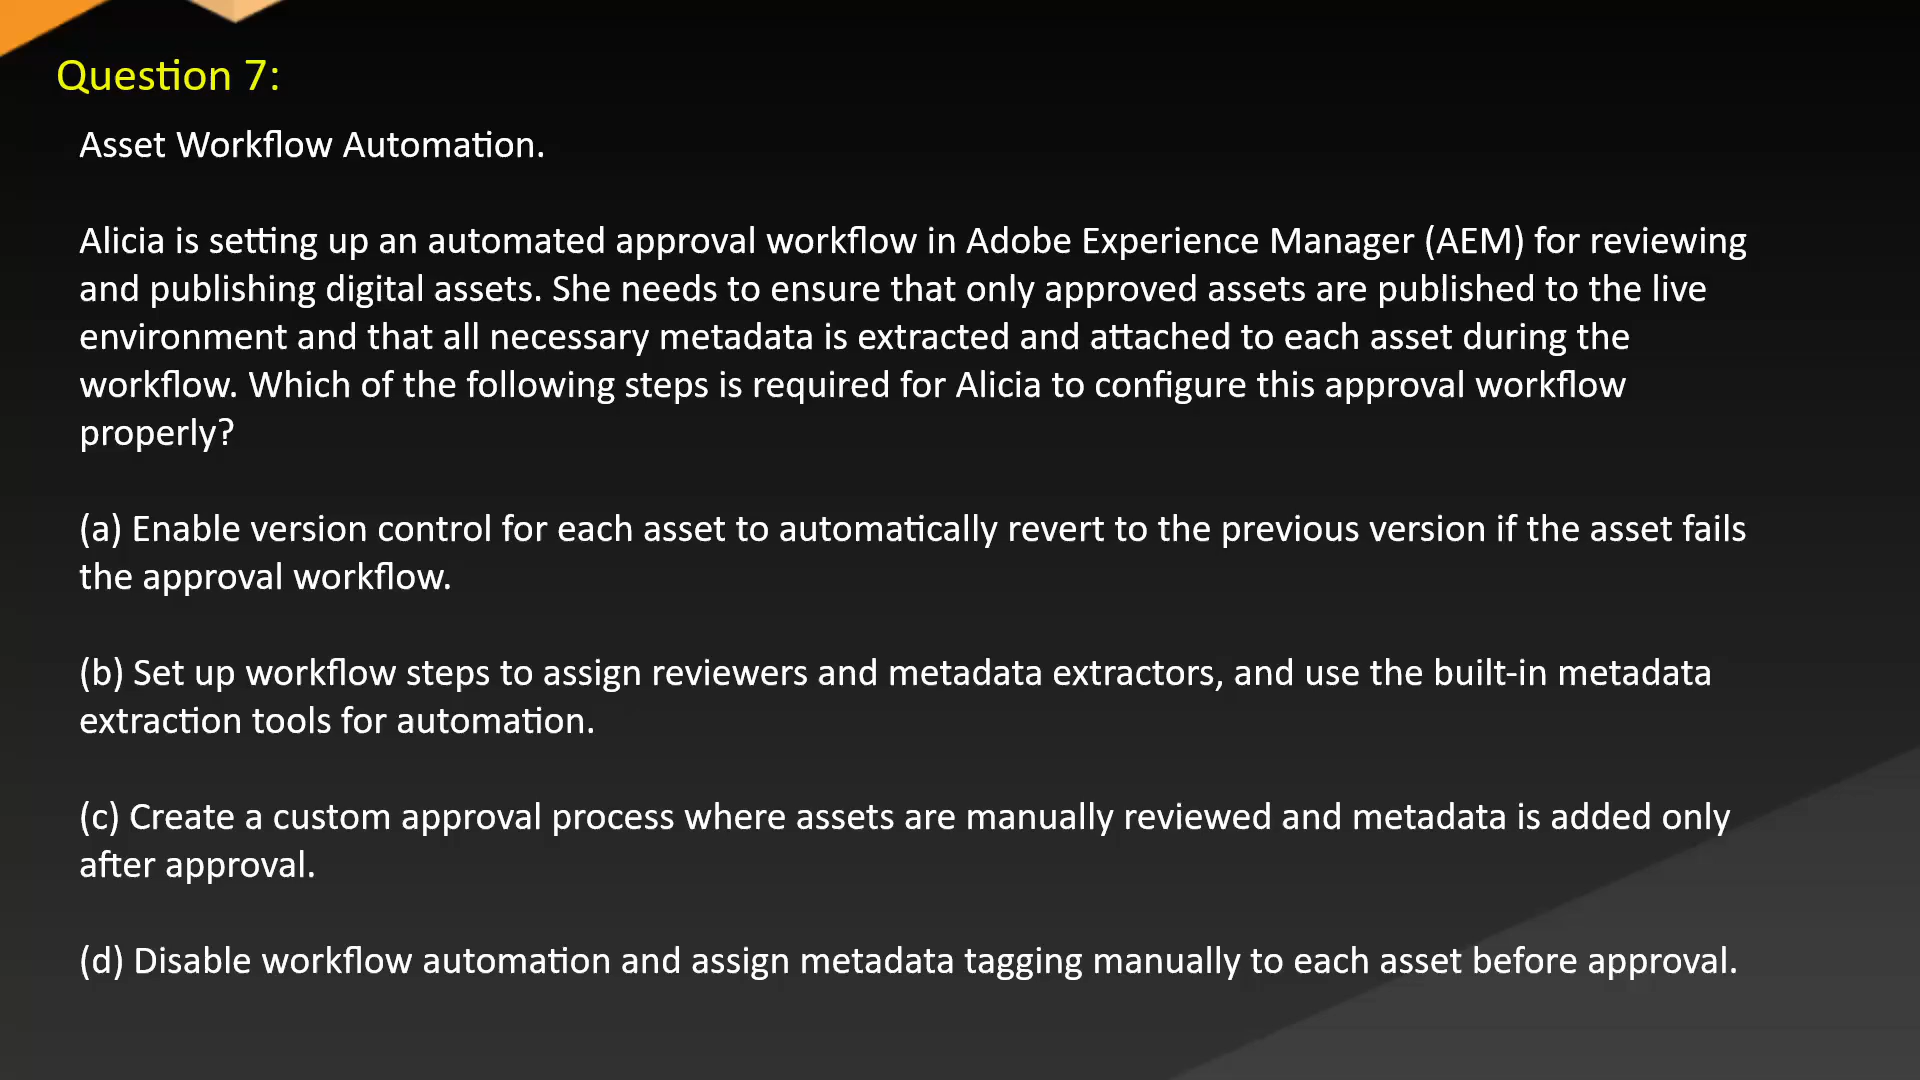 Question 7:
Asset Workflow Automation.
Alicia is setting up an automated approval workflow in Adobe Experience Manager (AEM) for reviewing
and publishing digital assets. She needs to ensure that only approved assets are published to the live
environment and that all necessary metadata is extracted and attached to each asset during the
workflow. Which of the following steps is required for Alicia to configure this approval workflow
properly?
(a) Enable version control for each asset to automatically revert to the previous version if the asset fails
the approval workflow.
(b) Set up workflow steps to assign reviewers and metadata extractors, and use the built-in metadata
extraction tools for automation.
(c) Create a custom approval process where assets are manually reviewed and metadata is added only
after approval.
(d) Disable workflow automation and assign metadata tagging manually to each asset before approval.